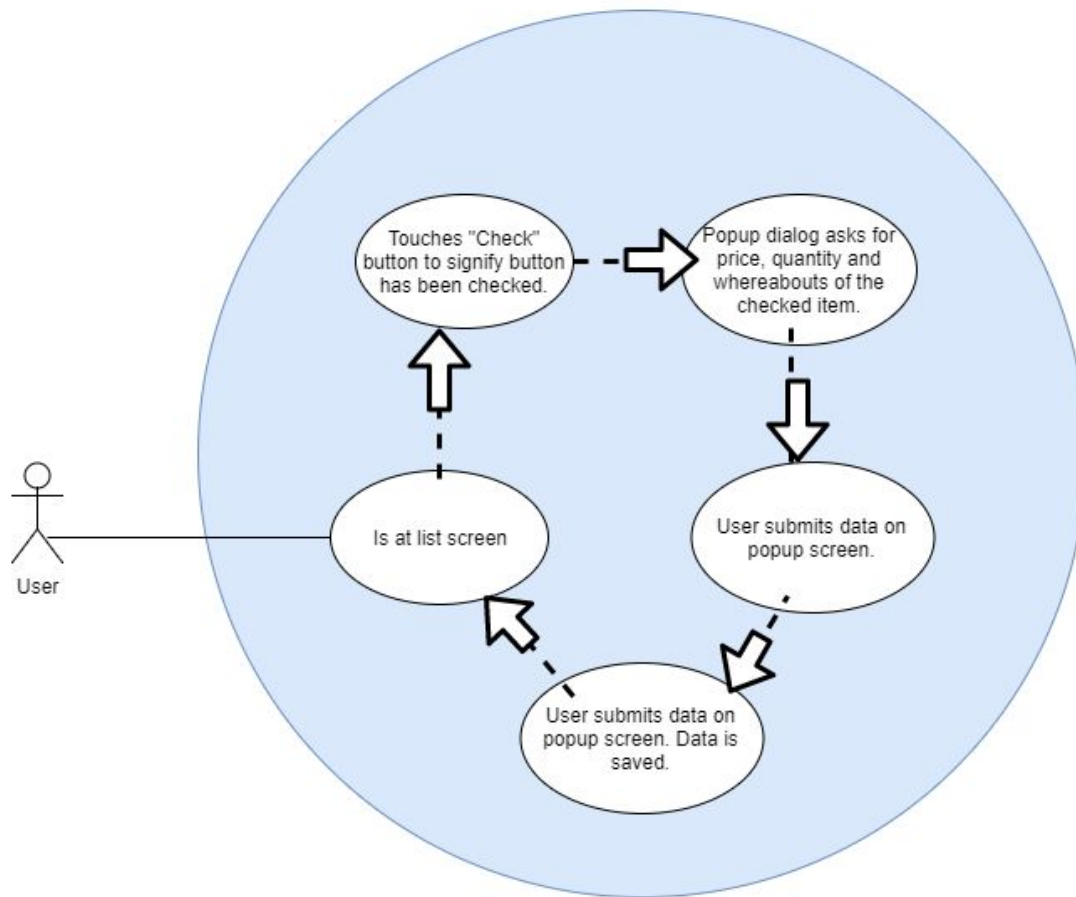 Touches "Check"
button to signify button
has been checked.
Popup dialog asks for
price, quantity and
whereabouts of the
checked item.
User
Is at list screen
User submits data on
popup screen.
User submits data on
popup screen. Data is
saved.